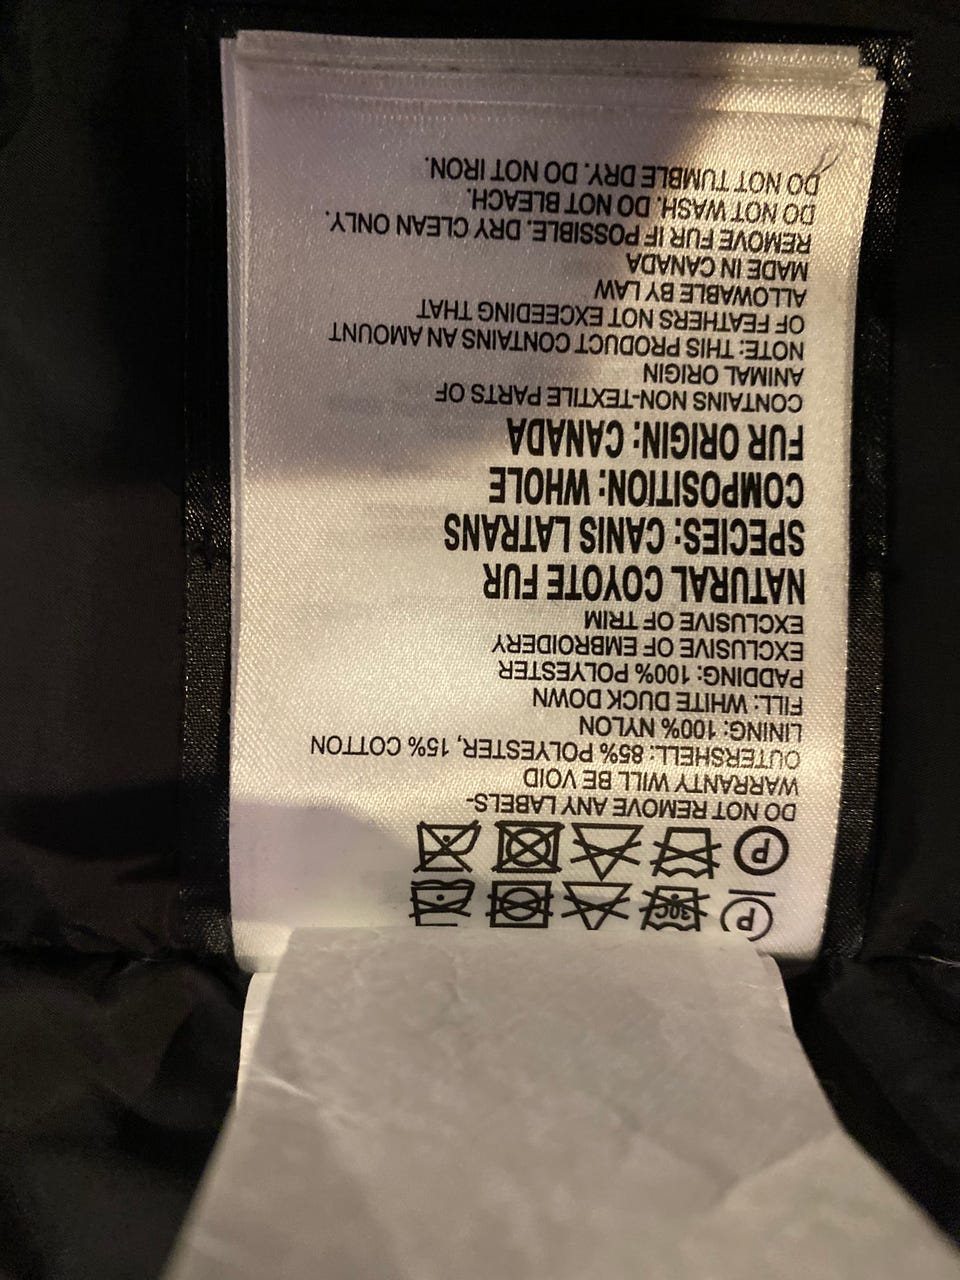 P
30C
P
DO NOT REMOVE ANY LABELS-
WARRANTY WILL BE VOID
OUTERSHELL: 85% POLYESTER, 15% COTTON
LINING: 100% NYLON
FILL: WHITE DUCK DOWN
PADDING: 100% POLYESTER
EXCLUSIVE OF EMBROIDERY
EXCLUSIVE OF TRIM
NATURAL COYOTE FUR
SPECIES: CANIS LATRANS
COMPOSITION: WHOLE
FUR ORIGIN: CANADA
CONTAINS NON-TEXTILE PARTS OF
ANIMAL ORIGIN
NOTE: THIS PRODUCT CONTAINS AN AMOUNT
OF FEATHERS NOT EXCEEDING THAT
ALLOWABLE BY LAW
MADE IN CANADA
REMOVE FUR IF POSSIBLE. DRY CLEAN ONLY.
DO NOT WASH. DO NOT BLEACH.
DO NOT TUMBLE DRY. DO NOT IRON.